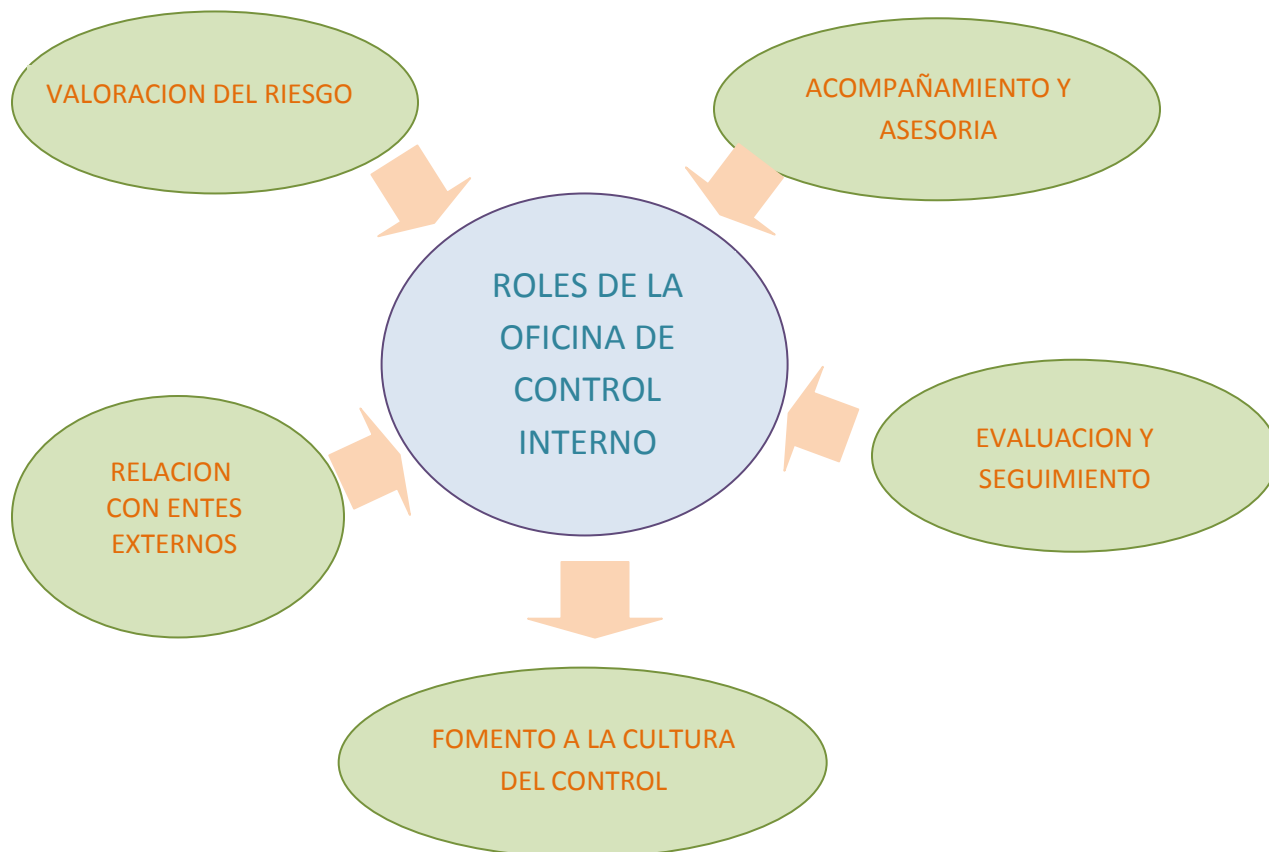 VALORACION DEL RIESGO
ACOMPAÑAMIENTO Y
ASESORIA
ROLES DE LA
OFICINA DE
CONTROL
INTERNO
EVALUACION Y
SEGUIMIENTO
RELACION
CON ENTES
EXTERNOS
FOMENTO A LA CULTURA
DEL CONTROL